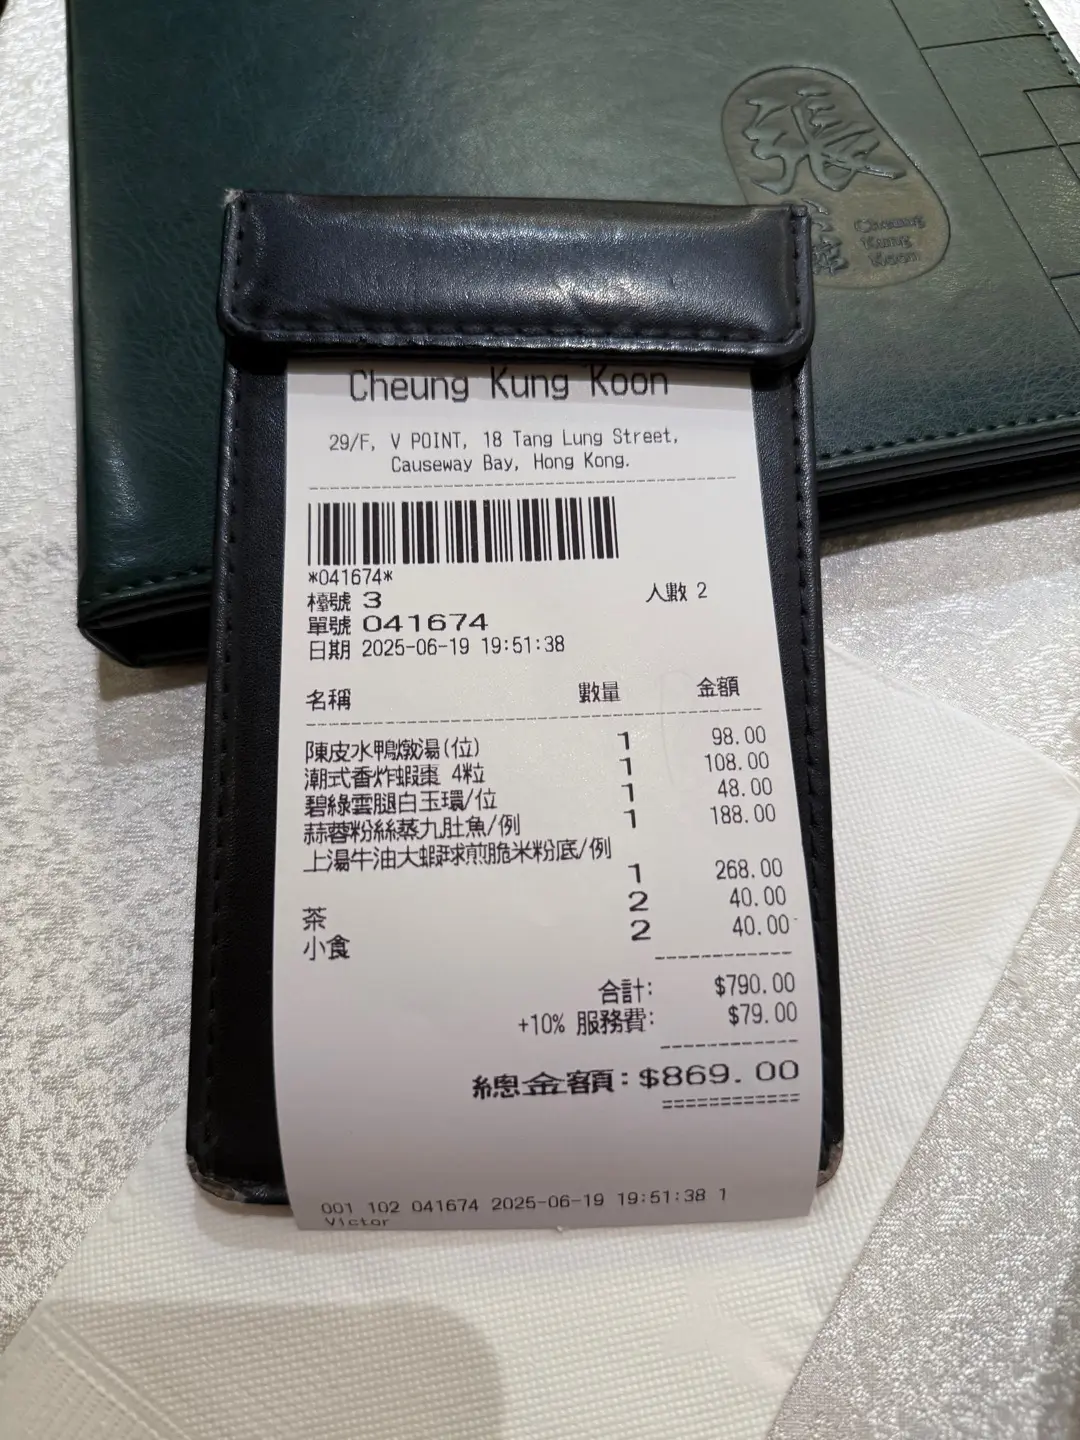 張
Cheung
Kung
Koon
Cheung Kung Koon
29/F, V POINT, 18 Tang Lung Street,
Causeway Bay, Hong Kong.
*041674*
檯號 3 人數 2
單號 041674
日期 2025-06-19 19:51:38
名稱 數量 金額
陳皮水鴨燉湯(位) 1 98.00
潮式香炸蝦棗 4粒 1 108.00
碧綠雲腿白玉環/位 1 48.00
蒜蓉粉絲蒸九肚魚/例 1 188.00
上湯牛油大蝦球煎脆米粉底/例
1 268.00
茶 2 40.00
小食 2 40.00
合計: $790.00
+10% 服務費: $79.00
總金額: $869.00
001 102 041674 2025-06-19 19:51:38 1
Victor